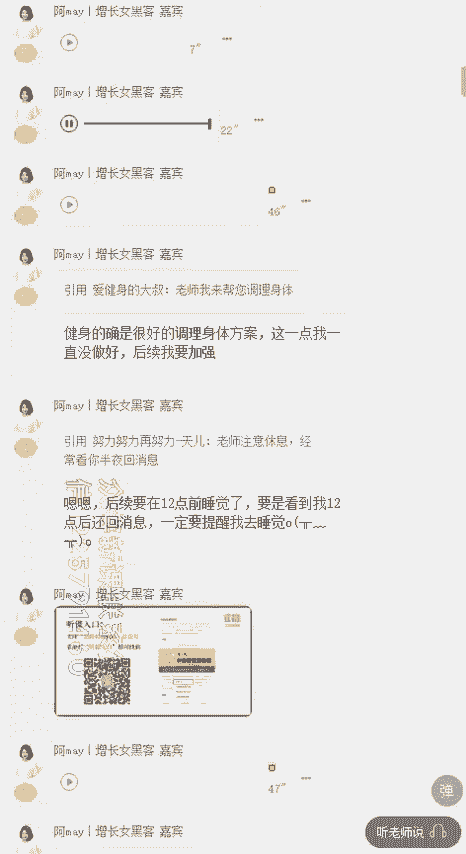 阿may丨增长女黑客 嘉宾
7"
阿may丨增长女黑客 嘉宾
22"
阿may丨增长女黑客 嘉宾
46"
阿may丨增长女黑客 嘉宾
引用 爱健身的大叔：老师我来帮您调理身体
健身的确是很好的调理身体方案，这一点我一
直没做好，后续我要加强
阿may丨增长女黑客 嘉宾
引用 努力努力再努力一天儿：老师注意休息，经
常看你半夜回消息
嗯嗯，后续要在12点前睡觉了，要是看到我12
点后还回消息，一定要提醒我去睡觉o(╥﹏
╥)o
阿may丨增长女黑客 嘉宾
听课入口：
阿may丨增长女黑客 嘉宾
47"
弹
阿may丨增长女黑客 嘉宾
听老师说